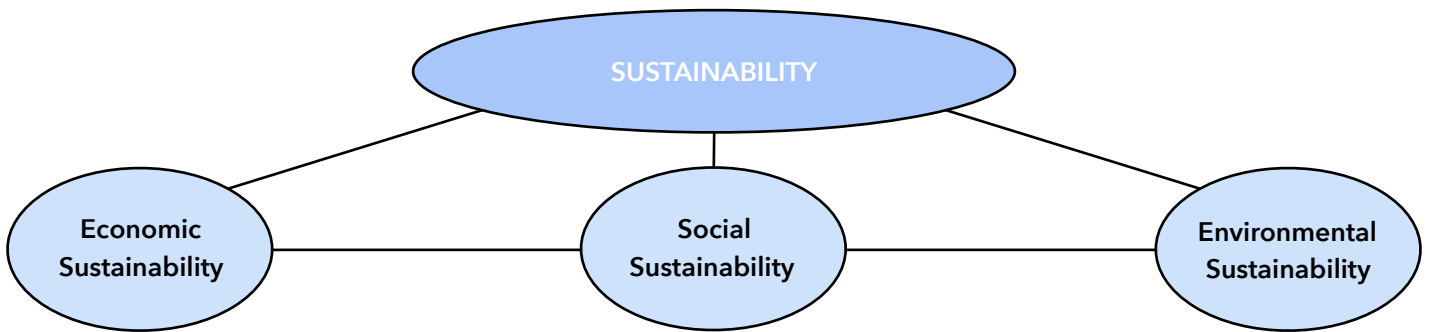 SUSTAINABILITY
Economic
Sustainability
Social
Sustainability
Environmental
Sustainability